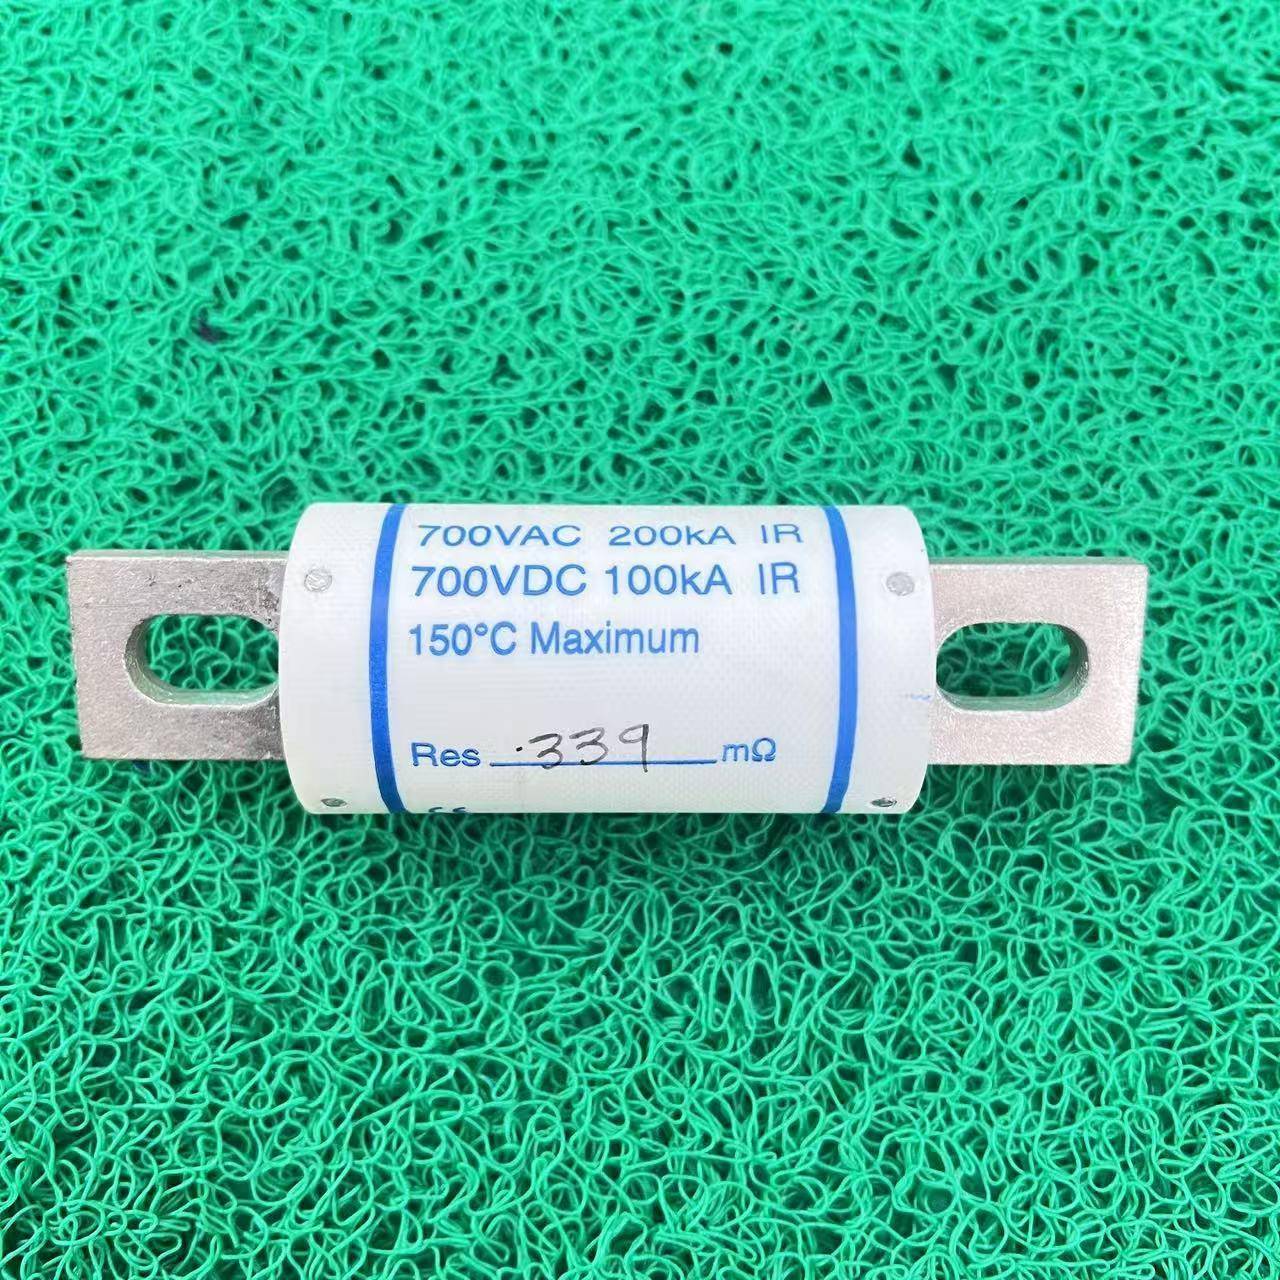 700VAC 200kA IR
700VDC 100kA IR
150°C Maximum
Res .339 mΩ